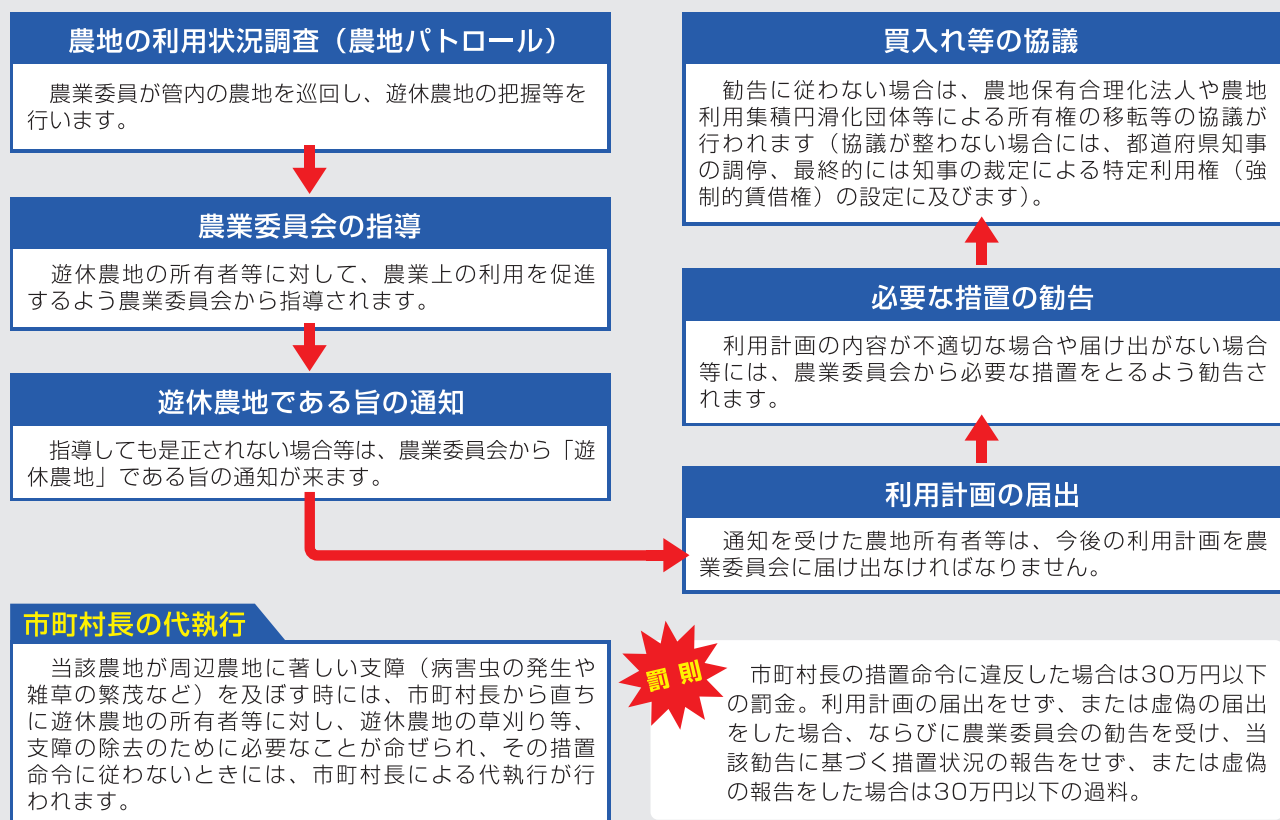 農地の利用状況調査（農地パトロール）
農業委員が管内の農地を巡回し、遊休農地の把握等を
行います。
農業委員会の指導
遊休農地の所有者等に対して、農業上の利用を促進
するよう農業委員会から指導されます。
遊休農地である旨の通知
指導しても是正されない場合等は、農業委員会から「遊
休農地」である旨の通知が来ます。
利用計画の届出
通知を受けた農地所有者等は、今後の利用計画を農
業委員会に届け出なければなりません。
必要な措置の勧告
利用計画の内容が不適切な場合や届け出がない場合
等には、農業委員会から必要な措置をとるよう勧告さ
れます。
買入れ等の協議
勧告に従わない場合は、農地保有合理化法人や農地
利用集積円滑化団体等による所有権の移転等の協議が
行われます（協議が整わない場合には、都道府県知事
の調停、最終的には知事の裁定による特定利用権（強
制的賃借権）の設定に及びます）。
市町村長の代執行
当該農地が周辺農地に著しい支障（病害虫の発生や
雑草の繁茂など）を及ぼす時には、市町村長から直ち
に遊休農地の所有者等に対し、遊休農地の草刈り等、
支障の除去のために必要なことが命ぜられ、その措置
命令に従わないときには、市町村長による代執行が行
われます。
罰則
市町村長の措置命令に違反した場合は30万円以下
の罰金。利用計画の届出をせず、または虚偽の届出
をした場合、ならびに農業委員会の勧告を受け、当
該勧告に基づく措置状況の報告をせず、または虚偽
の報告をした場合は30万円以下の過料。